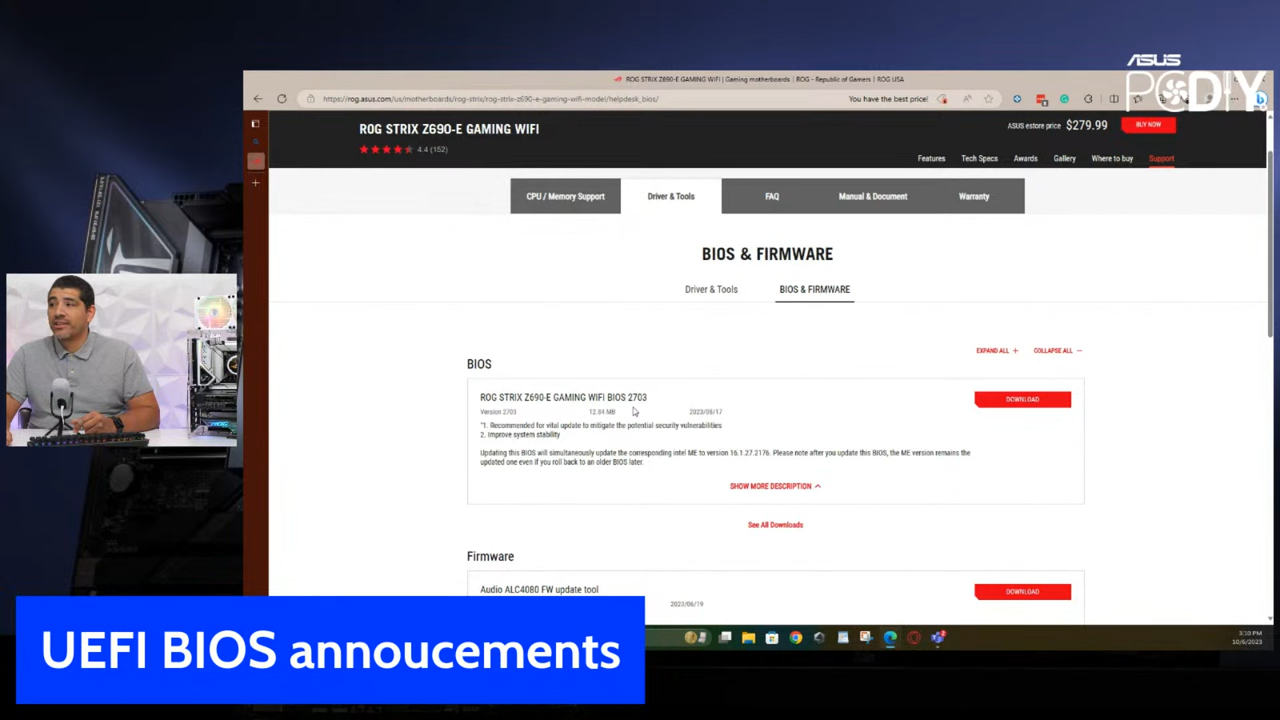 ASUS
PCDIY
ROG STRIX Z690-E GAMING WIFI | Gaming motherboards | ROG - Republic of Gamers | ROG USA
https://rog.asus.com/us/motherboards/rog-strix/rog-strix-z690-e-gaming-wifi-model/helpdesk_bios/
You have the best price!
ROG STRIX Z690-E GAMING WIFI
ASUS estore price $279.99 BUY NOW
4.4 (152)
Features Tech Specs Awards Gallery Where to buy Support
CPU / Memory Support Driver & Tools FAQ Manual & Document Warranty
BIOS & FIRMWARE
Driver & Tools BIOS & FIRMWARE
EXPAND ALL + COLLAPSE ALL −
BIOS
ROG STRIX Z690-E GAMING WIFI BIOS 2703
DOWNLOAD
Version 2703 12.84 MB 2023/08/17
"1. Recommended for vital update to mitigate the potential security vulnerabilities
2. Improve system stability
Updating this BIOS will simultaneously update the corresponding intel ME to version 16.1.27.2176. Please note after you update this BIOS, the ME version remains the
updated one even if you roll back to an older BIOS later.
SHOW MORE DESCRIPTION
See All Downloads
Firmware
Audio ALC4080 FW update tool
DOWNLOAD
2023/06/19
3:10 PM
10/6/2023
UEFI BIOS annoucements